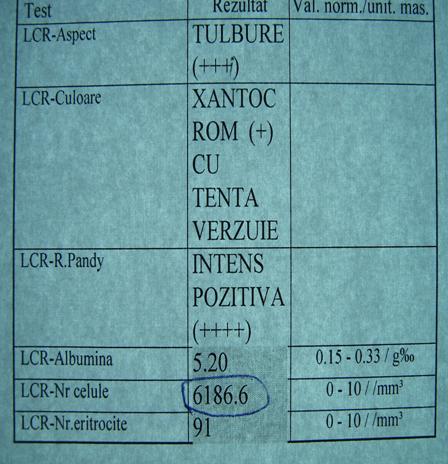 Test Rezultat Val. norm./unit. mas.
LCR-Aspect TULBURE
(+++)
LCR-Culoare XANTOC
ROM (+)
CU
TENTA
VERZUIE
LCR-R.Pandy INTENS
POZITIVA
(++++)
LCR-Albumina 5.20 0.15 - 0.33 / g‰
LCR-Nr celule 6186.6 0 - 10 / /mm³
LCR-Nr.eritrocite 91 0 - 10 / /mm³